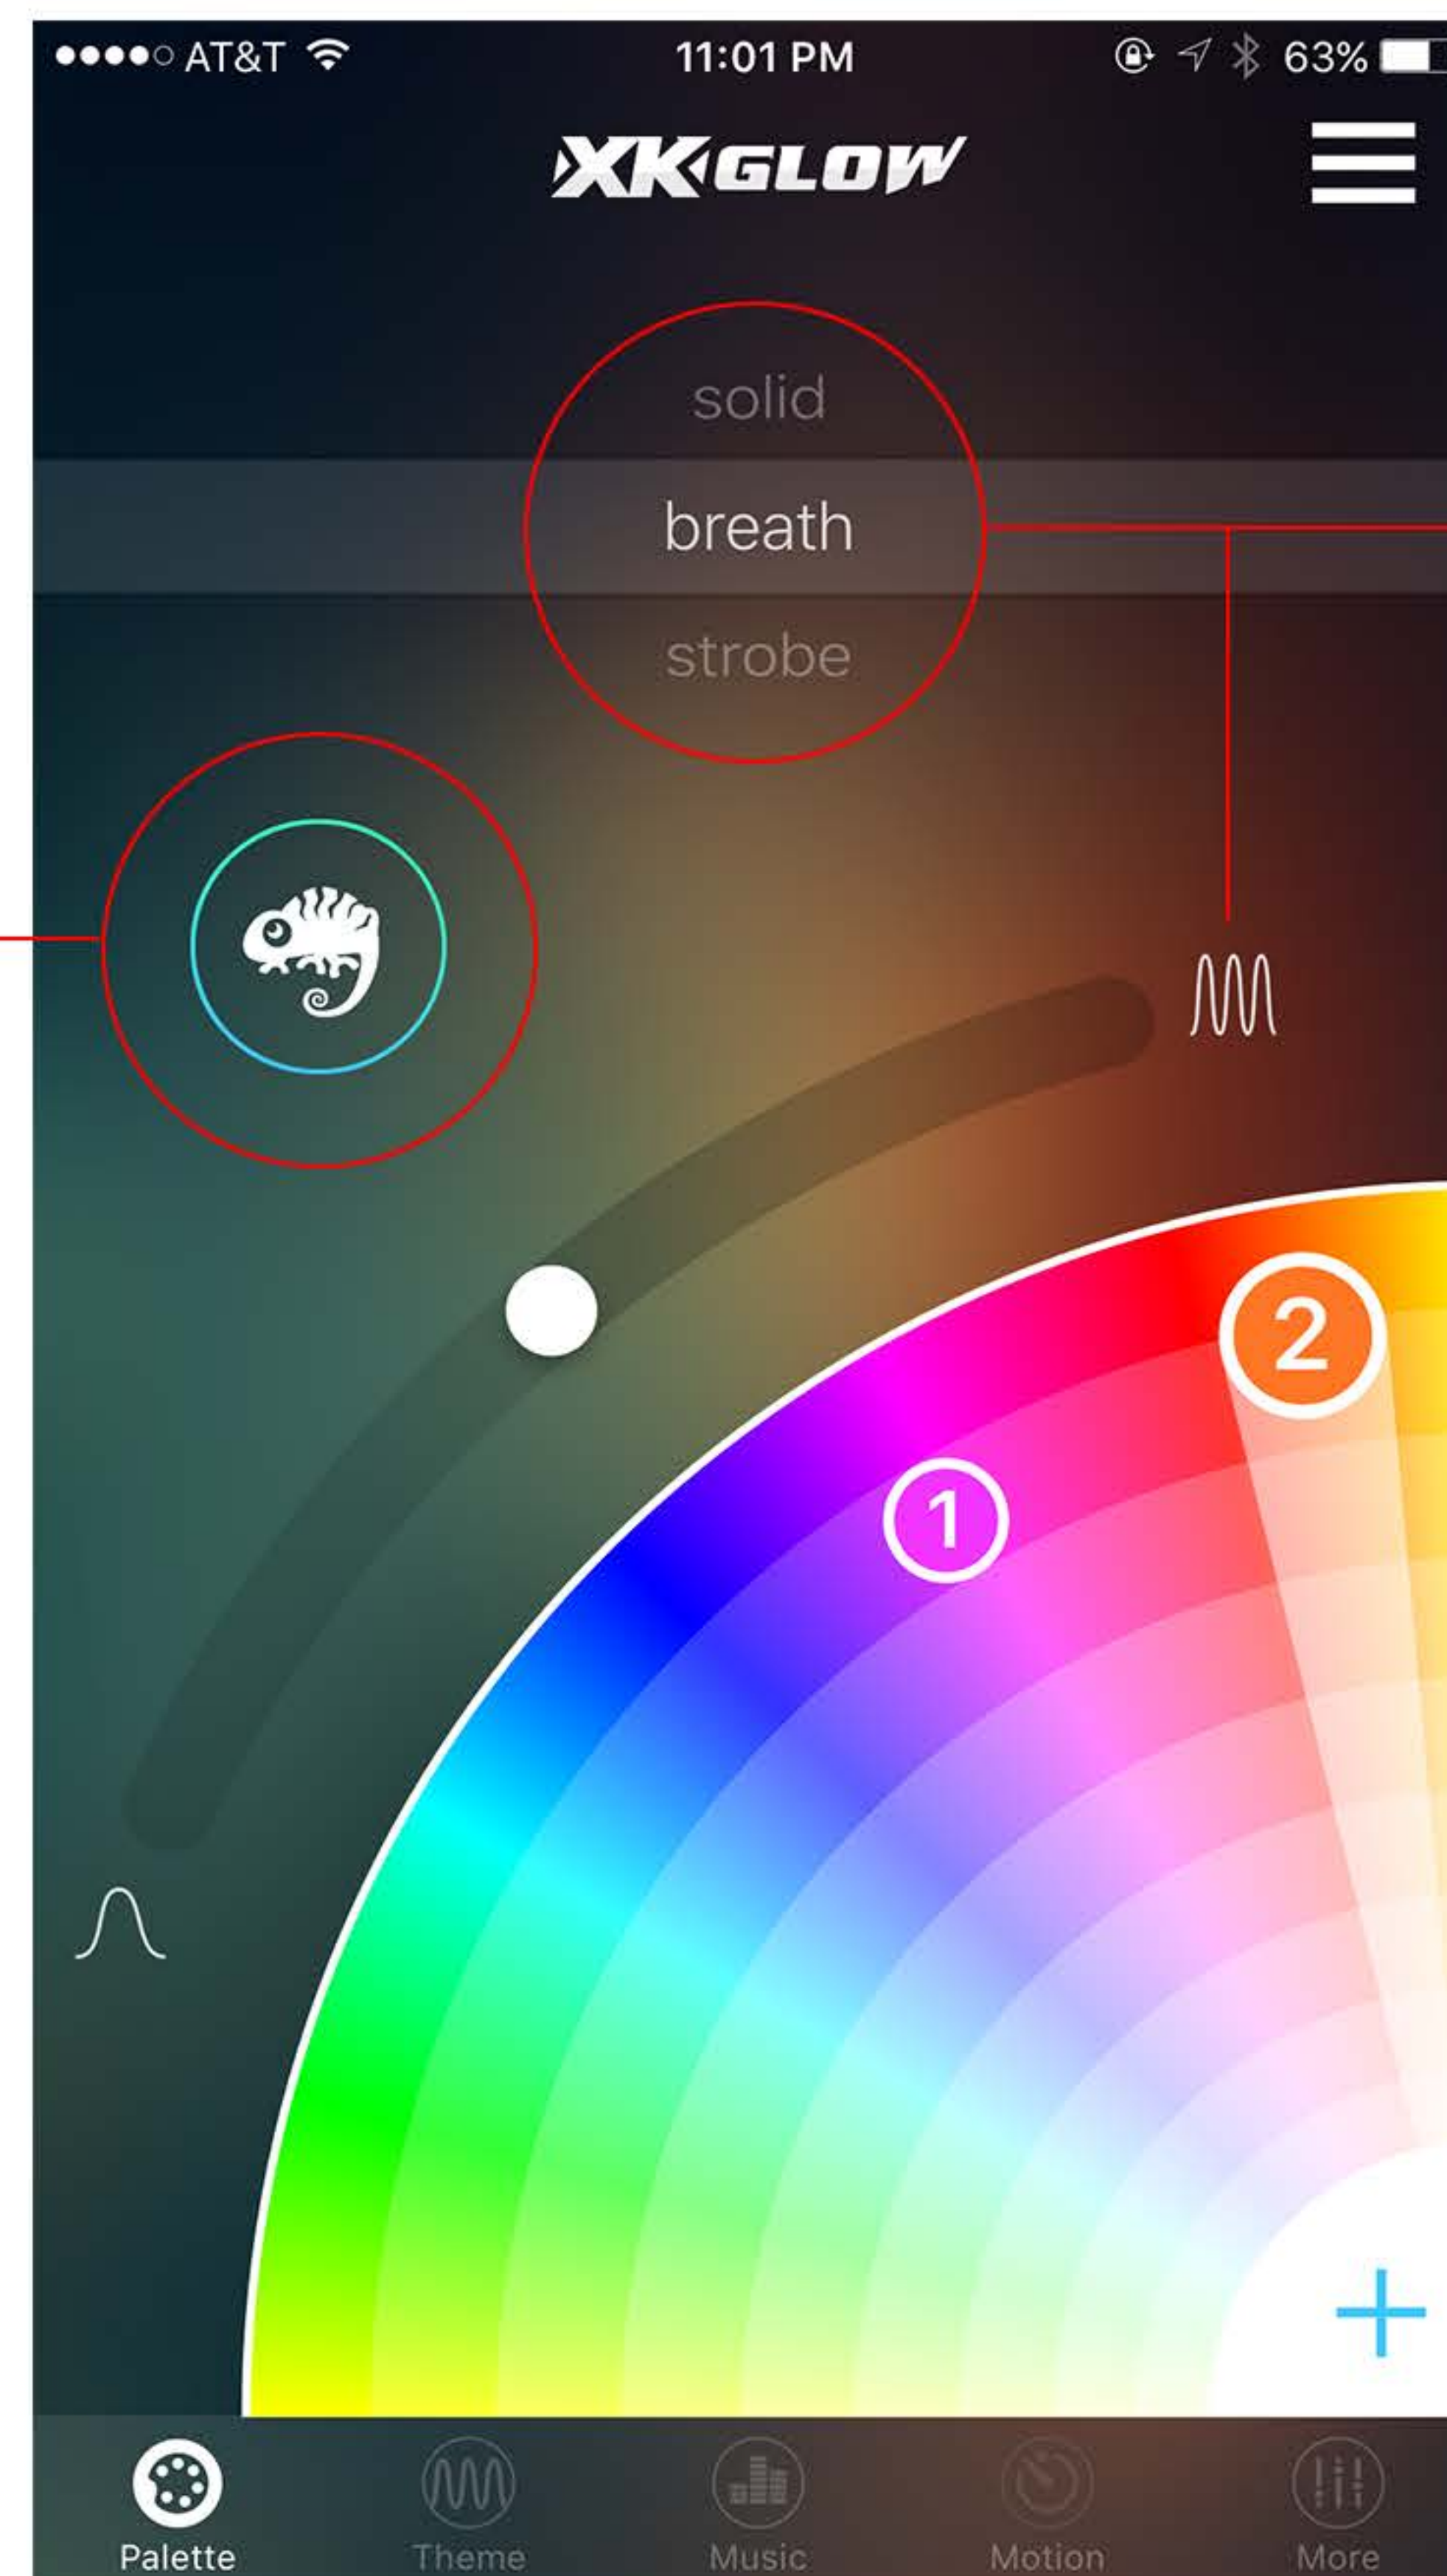 AT&T 11:01 PM 63%
XKGLOW
solid
breath
strobe
2
1
Palette Theme Music Motion More